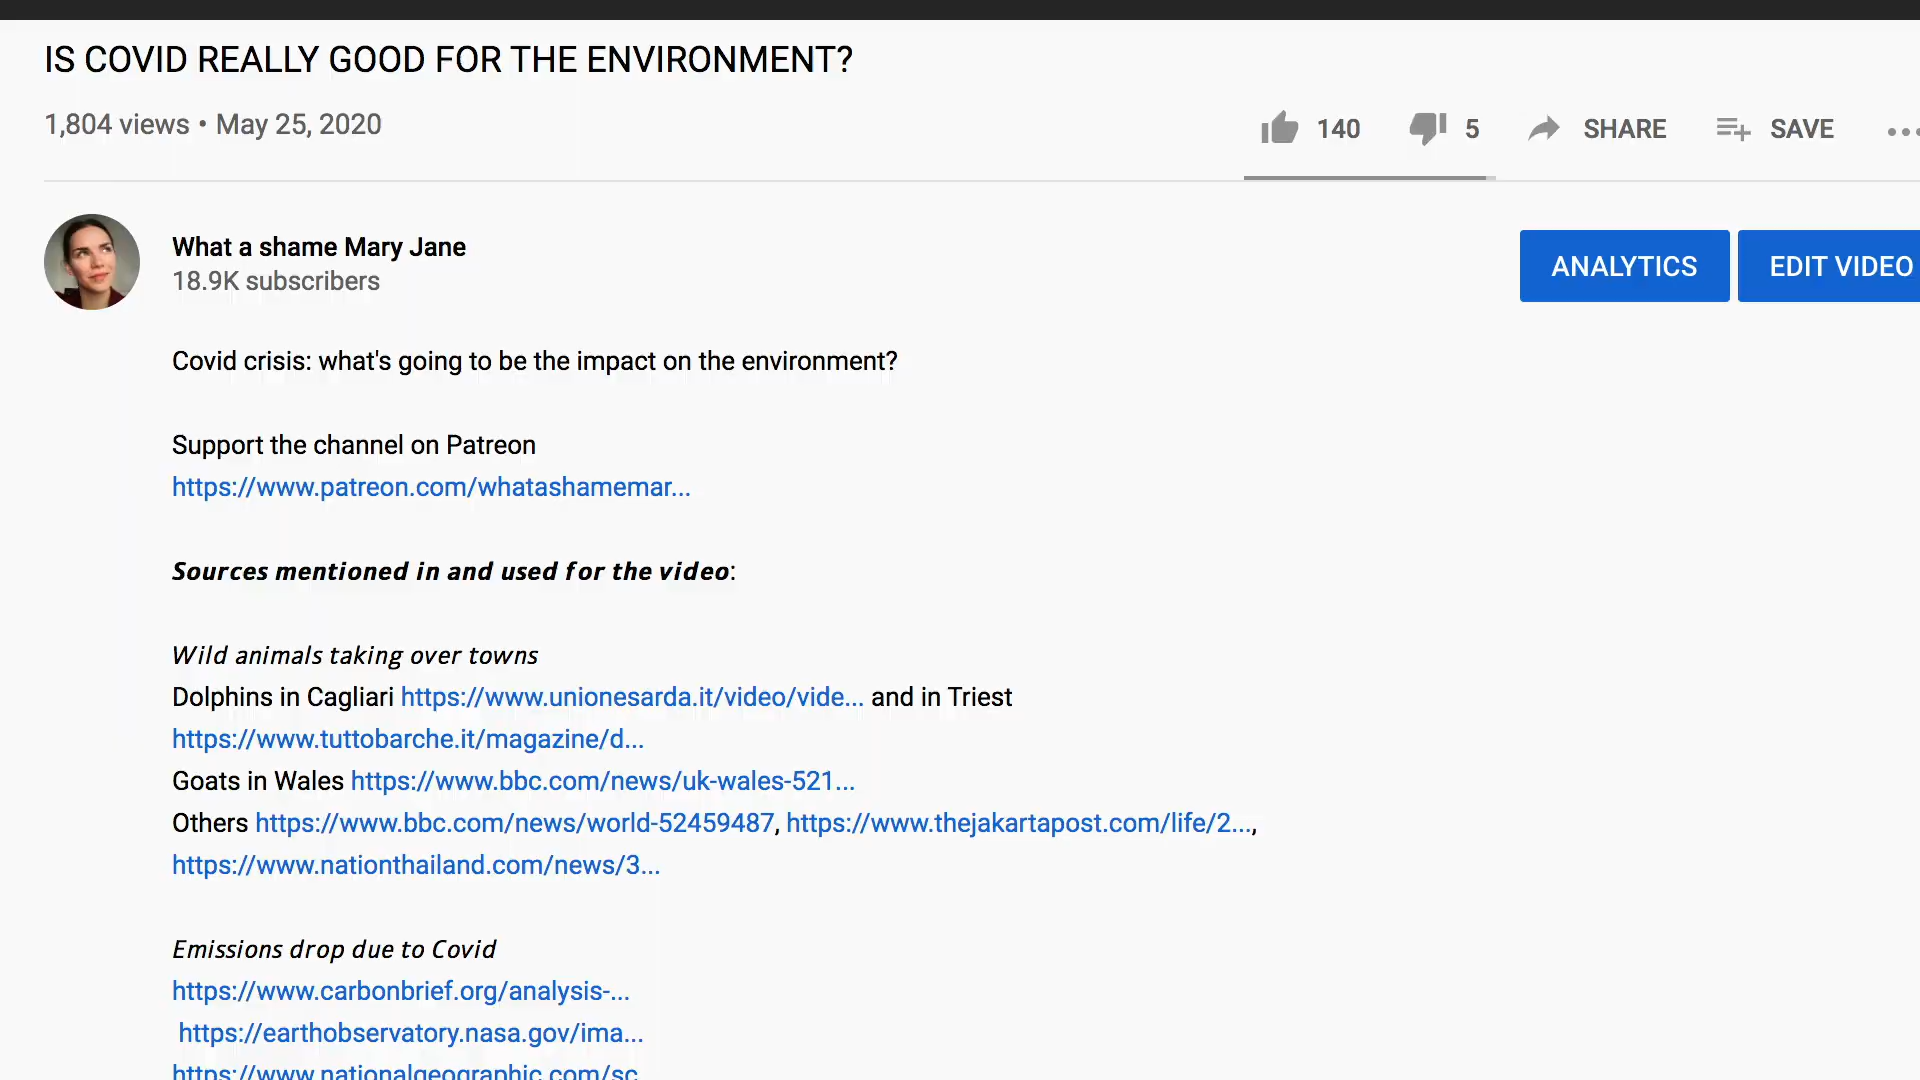 IS COVID REALLY GOOD FOR THE ENVIRONMENT?
1,804 views • May 25, 2020
140 5 SHARE SAVE
What a shame Mary Jane
18.9K subscribers
ANALYTICS EDIT VIDEO
Covid crisis: what's going to be the impact on the environment?
Support the channel on Patreon
https://www.patreon.com/whatashamemar...
Sources mentioned in and used for the video:
Wild animals taking over towns
Dolphins in Cagliari https://www.unionesarda.it/video/vide... and in Triest
https://www.tuttobarche.it/magazine/d...
Goats in Wales https://www.bbc.com/news/uk-wales-521...
Others https://www.bbc.com/news/world-52459487, https://www.thejakartapost.com/life/2...,
https://www.nationthailand.com/news/3...
Emissions drop due to Covid
https://www.carbonbrief.org/analysis-...
https://earthobservatory.nasa.gov/ima...
https://www.nationalgeographic.com/sc